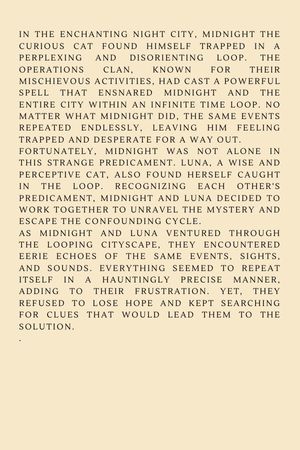 IN THE ENCHANTING NIGHT CITY, MIDNIGHT THE
CURIOUS CAT FOUND HIMSELF TRAPPED IN A
PERPLEXING AND DISORIENTING LOOP. THE
OPERATIONS CLAN, KNOWN FOR THEIR
MISCHIEVOUS ACTIVITIES, HAD CAST A POWERFUL
SPELL THAT ENSNARED MIDNIGHT AND THE
ENTIRE CITY WITHIN AN INFINITE TIME LOOP. NO
MATTER WHAT MIDNIGHT DID, THE SAME EVENTS
REPEATED ENDLESSLY, LEAVING HIM FEELING
TRAPPED AND DESPERATE FOR A WAY OUT.
FORTUNATELY, MIDNIGHT WAS NOT ALONE IN
THIS STRANGE PREDICAMENT. LUNA, A WISE AND
PERCEPTIVE CAT, ALSO FOUND HERSELF CAUGHT
IN THE LOOP. RECOGNIZING EACH OTHER'S
PREDICAMENT, MIDNIGHT AND LUNA DECIDED TO
WORK TOGETHER TO UNRAVEL THE MYSTERY AND
ESCAPE THE CONFOUNDING CYCLE.
AS MIDNIGHT AND LUNA VENTURED THROUGH
THE LOOPING CITYSCAPE, THEY ENCOUNTERED
EERIE ECHOES OF THE SAME EVENTS, SIGHTS,
AND SOUNDS. EVERYTHING SEEMED TO REPEAT
ITSELF IN A HAUNTINGLY PRECISE MANNER,
ADDING TO THEIR FRUSTRATION. YET, THEY
REFUSED TO LOSE HOPE AND KEPT SEARCHING
FOR CLUES THAT WOULD LEAD THEM TO THE
SOLUTION.
.